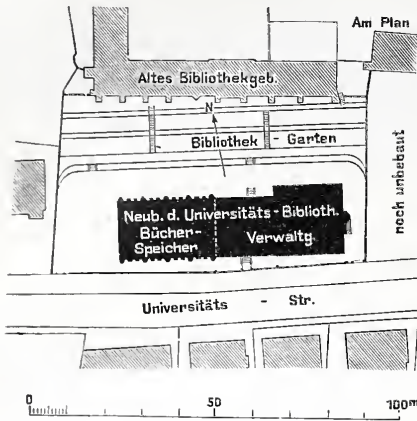 Am Plan
Altes Bibliothekgeb.
N
Bibliothek - Garten
noch unbebaut
Neub. d. Universitäts-Biblioth.
Bücher-
Speicher
Verwaltg.
Universitäts - Str.
0 50 100m